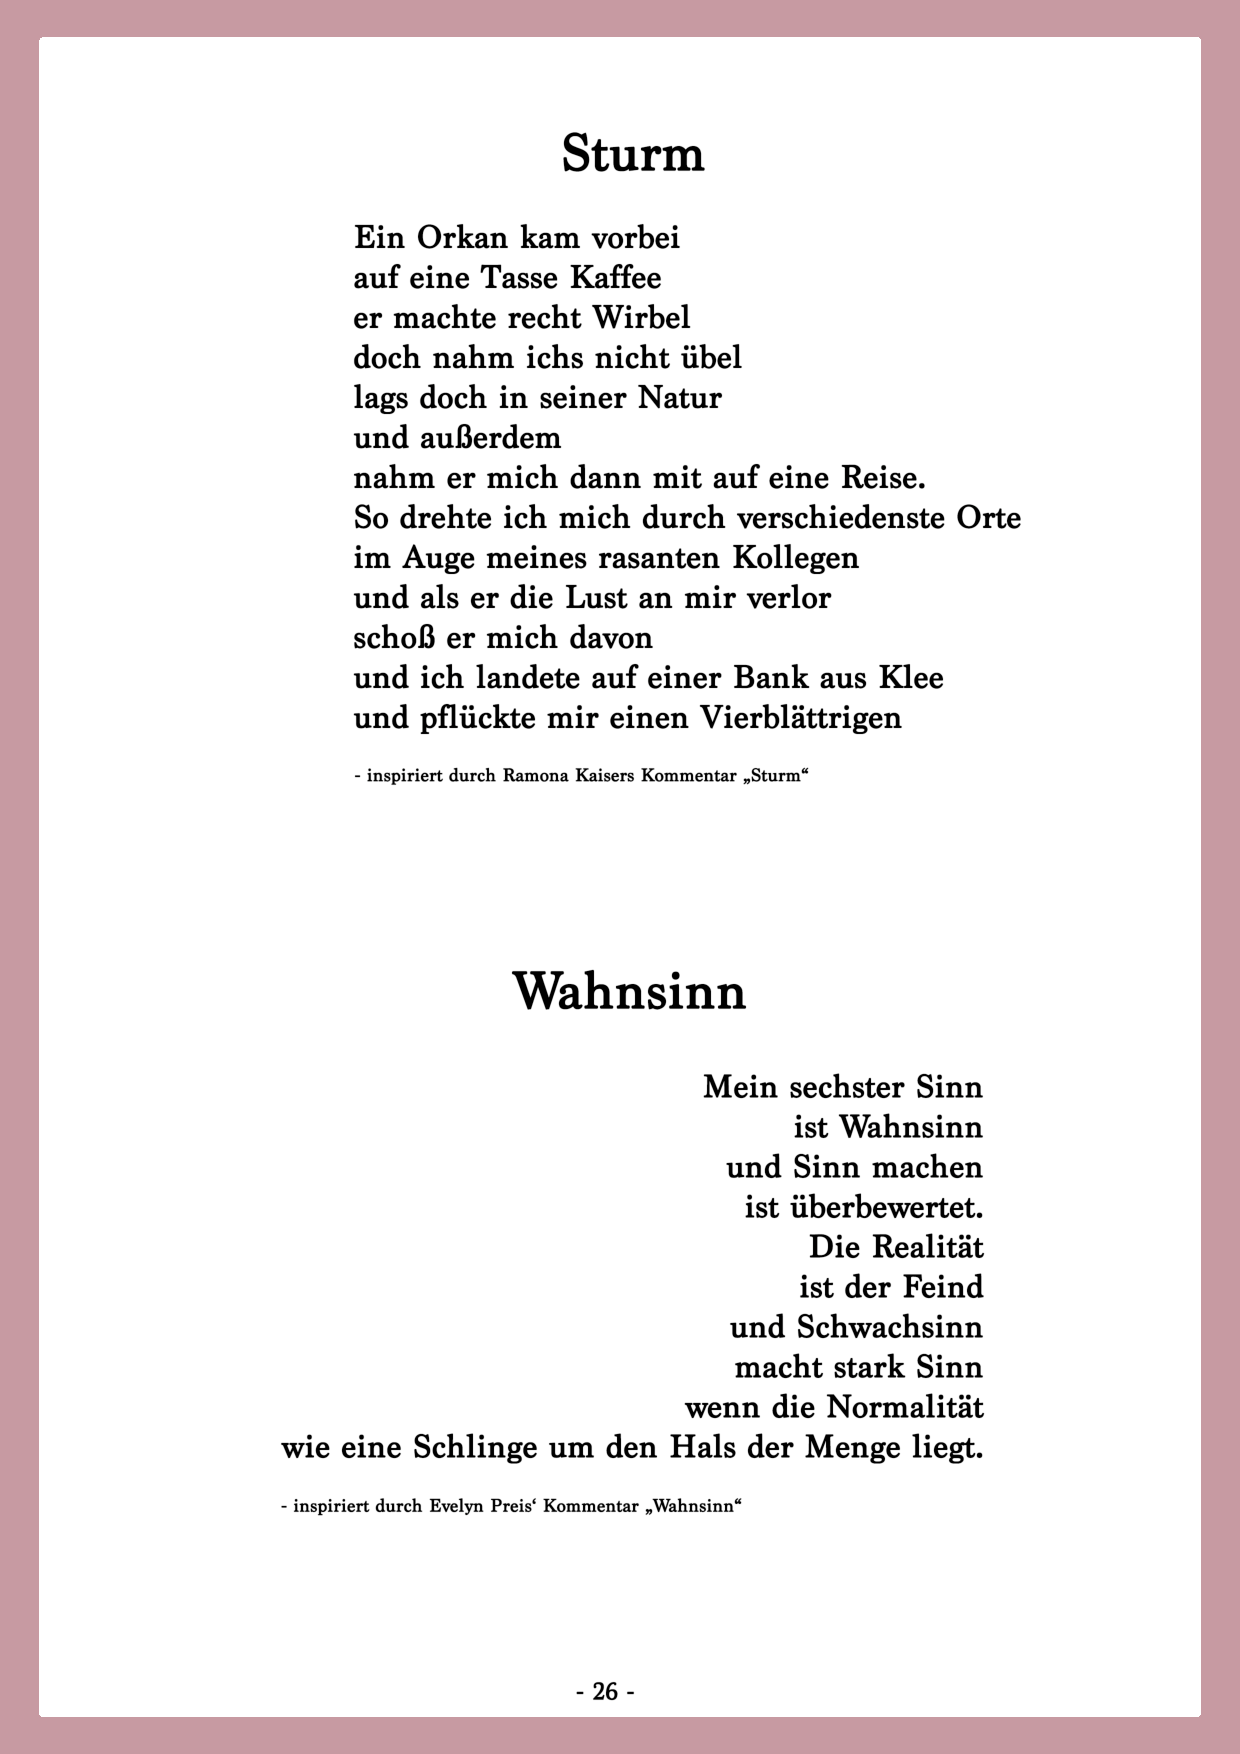 Sturm
Ein Orkan kam vorbei
auf eine Tasse Kaffee
er machte recht Wirbel
doch nahm ichs nicht übel
lags doch in seiner Natur
und außerdem
nahm er mich dann mit auf eine Reise.
So drehte ich mich durch verschiedenste Orte
im Auge meines rasanten Kollegen
und als er die Lust an mir verlor
schoß er mich davon
und ich landete auf einer Bank aus Klee
und pflückte mir einen Vierblättrigen
- inspiriert durch Ramona Kaisers Kommentar „Sturm“
Wahnsinn
Mein sechster Sinn
ist Wahnsinn
und Sinn machen
ist überbewertet.
Die Realität
ist der Feind
und Schwachsinn
macht stark Sinn
wenn die Normalität
wie eine Schlinge um den Hals der Menge liegt.
- inspiriert durch Evelyn Preis‘ Kommentar „Wahnsinn“
- 26 -